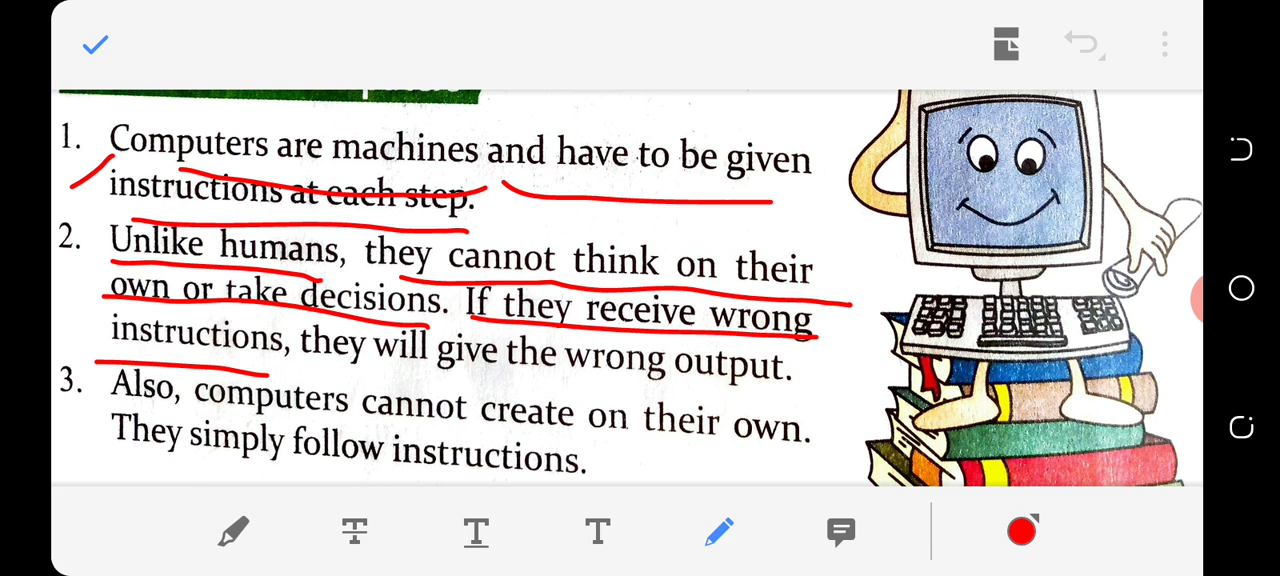 1. Computers are machines and have to be given
instructions at each step.
2. Unlike humans, they cannot think on their
own or take decisions. If they receive wrong
instructions, they will give the wrong output.
3. Also, computers cannot create on their own.
They simply follow instructions.